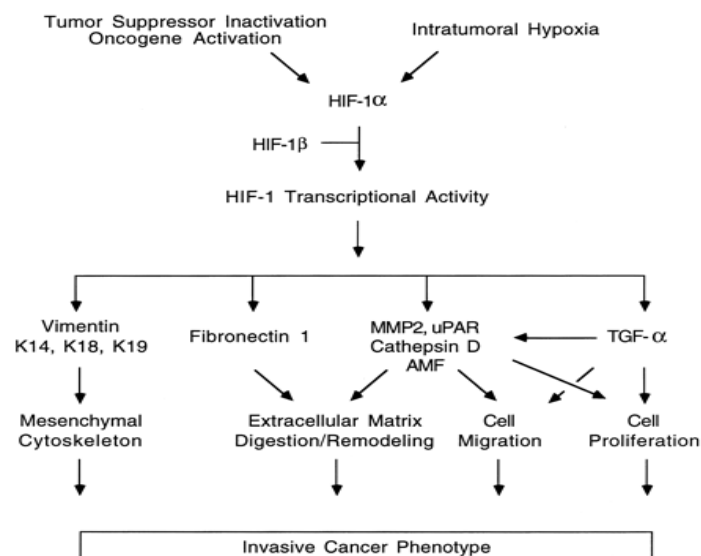 Tumor Suppressor Inactivation
Oncogene Activation
Intratumoral Hypoxia
HIF-1α
HIF-1β
HIF-1 Transcriptional Activity
Vimentin
K14, K18, K19
Fibronectin 1
MMP2, uPAR
Cathepsin D
AMF
TGF-α
Mesenchymal
Cytoskeleton
Extracellular Matrix
Digestion/Remodeling
Cell
Migration
Cell
Proliferation
Invasive Cancer Phenotype